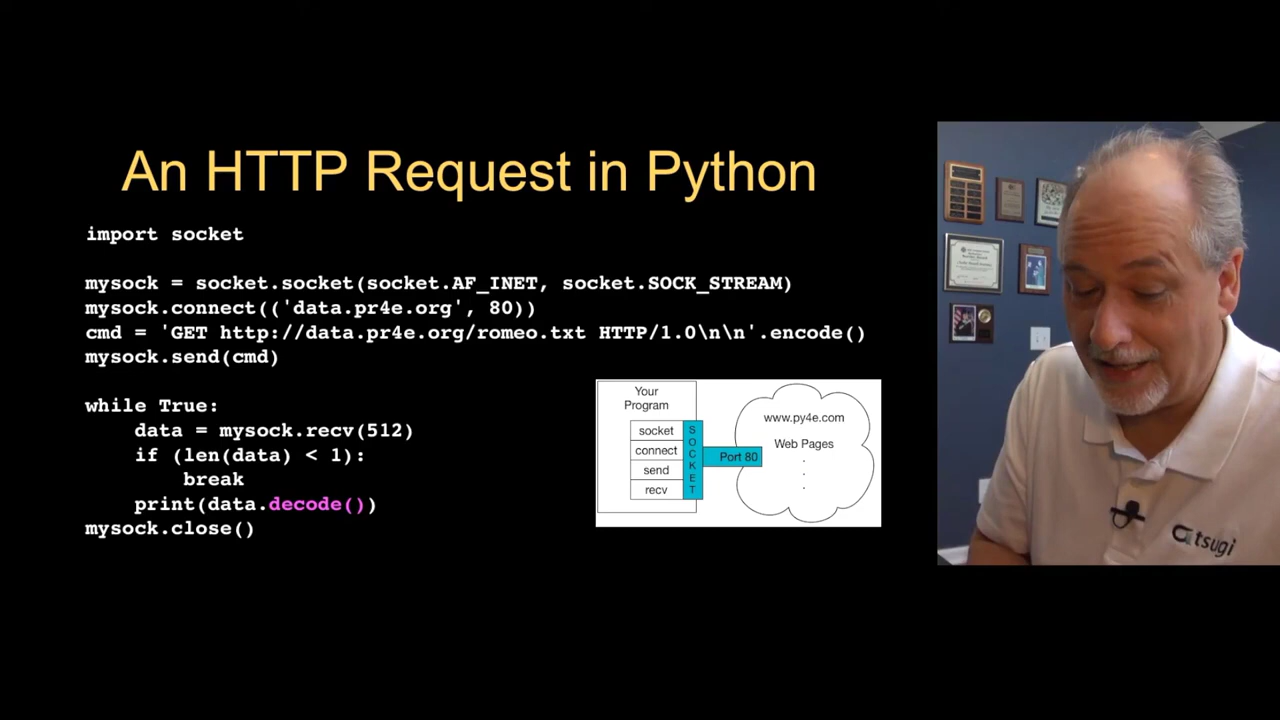 An HTTP Request in Python
import socket
mysock = socket.socket(socket.AF_INET, socket.SOCK_STREAM)
mysock.connect(('data.pr4e.org', 80))
cmd = 'GET http://data.pr4e.org/romeo.txt HTTP/1.0\n\n'.encode()
mysock.send(cmd)
while True:
    data = mysock.recv(512)
    if (len(data) < 1):
        break
    print(data.decode())
mysock.close()
Your
Program
socket
connect
send
recv
SOCKET
Port 80
www.py4e.com
Web Pages
.
.
.
tsugi